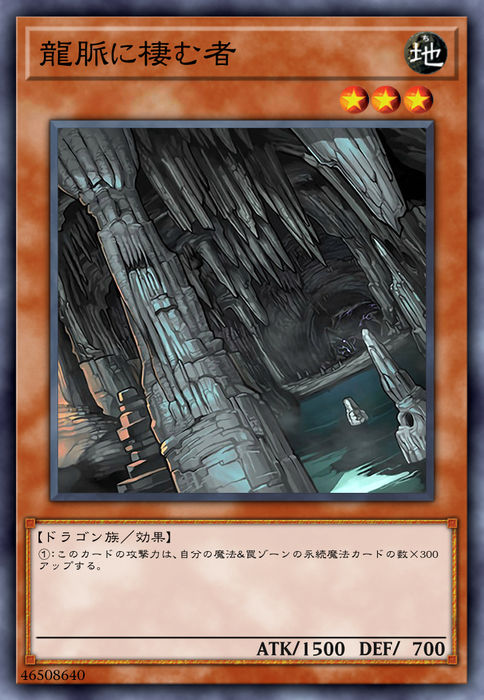 龍脈に棲む者
ち
地
【ドラゴン族／効果】
①：このカードの攻撃力は、自分の魔法&罠ゾーンの永続魔法カードの数×300
アップする。
ATK/1500 DEF/ 700
46508640